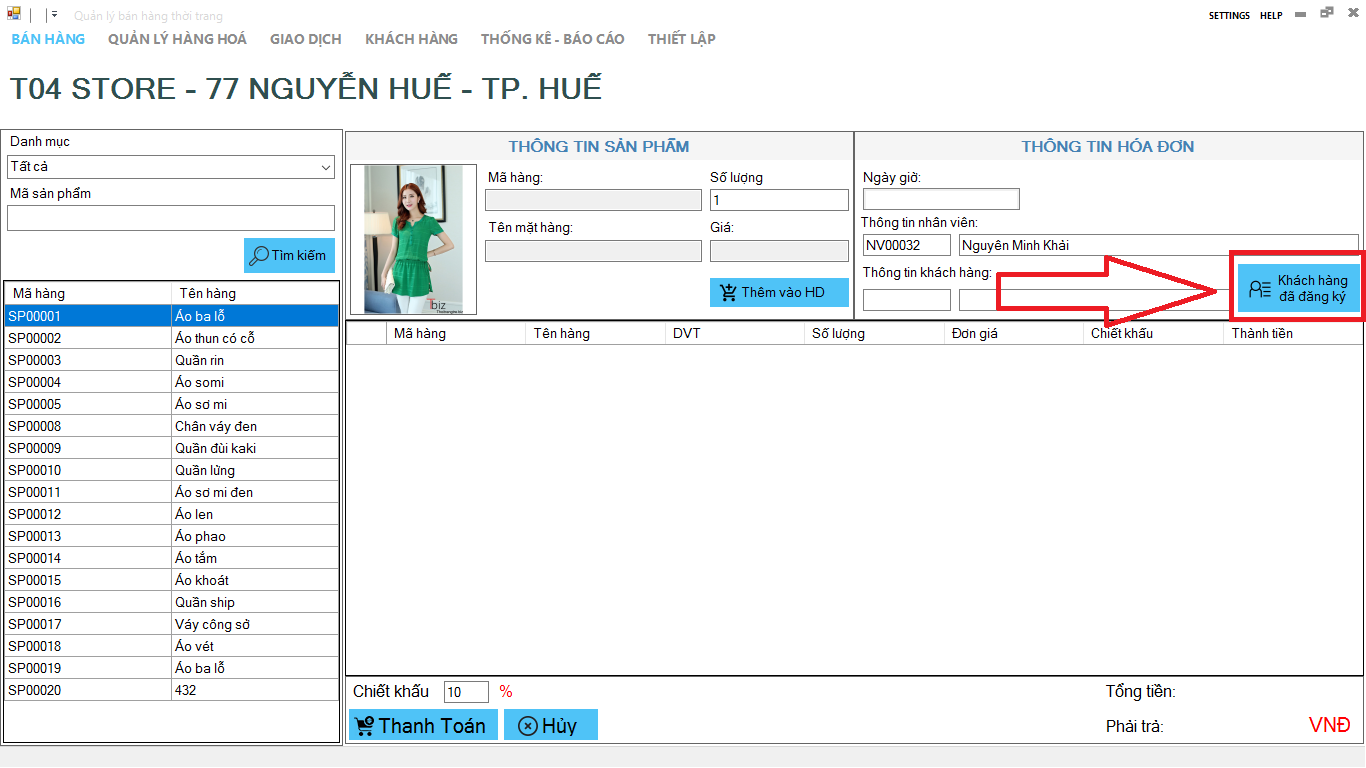 Quản lý bán hàng thời trang
SETTINGS HELP
BÁN HÀNG QUẢN LÝ HÀNG HOÁ GIAO DỊCH KHÁCH HÀNG THỐNG KÊ - BÁO CÁO THIẾT LẬP
T04 STORE - 77 NGUYỄN HUẾ - TP. HUẾ
Danh mục
Tất cả
Mã sản phẩm
Tìm kiếm
Mã hàng Tên hàng
SP00001 Áo ba lỗ
SP00002 Áo thun có cỗ
SP00003 Quần rin
SP00004 Áo somi
SP00005 Áo sơ mi
SP00008 Chân váy đen
SP00009 Quần đùi kaki
SP00010 Quần lửng
SP00011 Áo sơ mi đen
SP00012 Áo len
SP00013 Áo phao
SP00014 Áo tắm
SP00015 Áo khoát
SP00016 Quần ship
SP00017 Váy công sở
SP00018 Áo vét
SP00019 Áo ba lỗ
SP00020 432
THÔNG TIN SẢN PHẨM
Mã hàng: Số lượng
1
Tên mặt hàng: Giá:
Thêm vào HD
THÔNG TIN HÓA ĐƠN
Ngày giờ:
Thông tin nhân viên:
NV00032 Nguyên Minh Khải
Thông tin khách hàng:
Khách hàng
đã đăng ký
Mã hàng Tên hàng DVT Số lượng Đơn giá Chiết khấu Thành tiền
Chiết khấu 10 %
Thanh Toán Hủy
Tổng tiền:
Phải trả: VNĐ